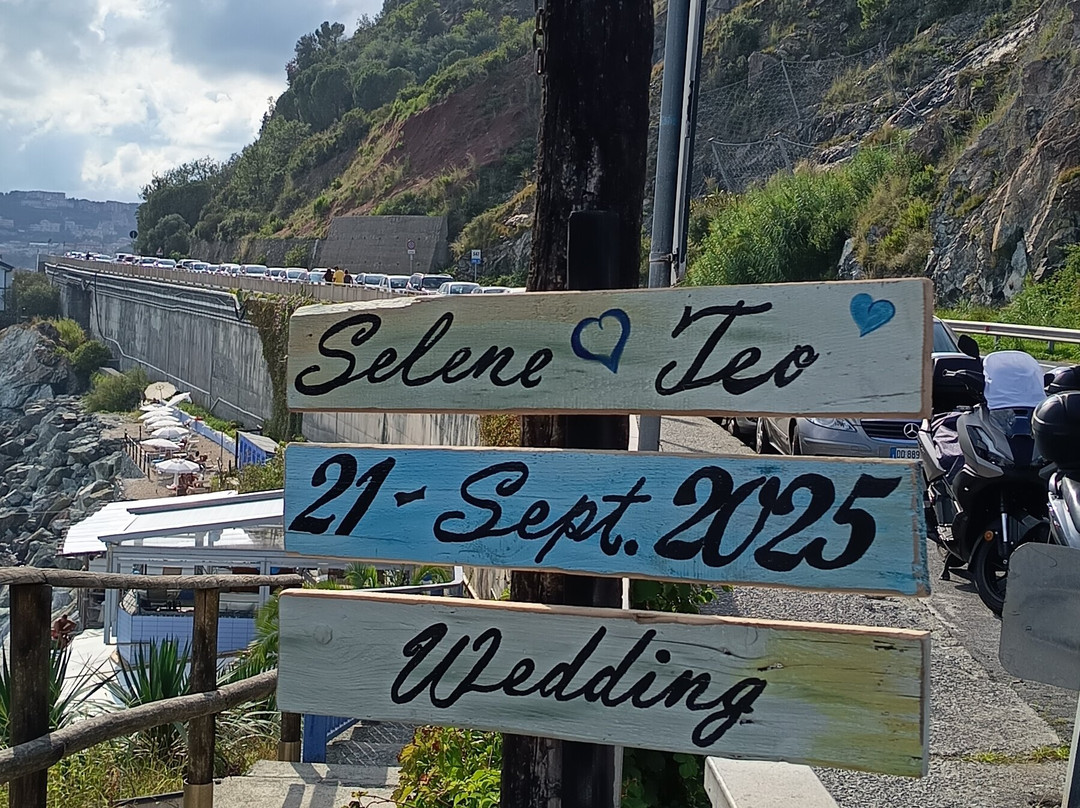 Selene Teo
21 - Sept. 2025
Wedding